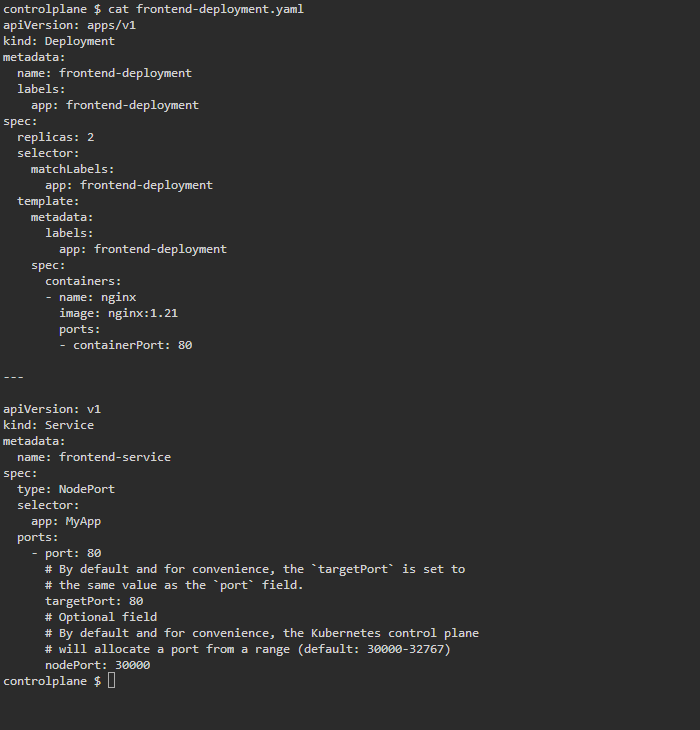 controlplane $ cat frontend-deployment.yaml
apiVersion: apps/v1
kind: Deployment
metadata:
  name: frontend-deployment
  labels:
    app: frontend-deployment
spec:
  replicas: 2
  selector:
    matchLabels:
      app: frontend-deployment
  template:
    metadata:
      labels:
        app: frontend-deployment
    spec:
      containers:
      - name: nginx
        image: nginx:1.21
        ports:
        - containerPort: 80

---

apiVersion: v1
kind: Service
metadata:
  name: frontend-service
spec:
  type: NodePort
  selector:
    app: MyApp
  ports:
    - port: 80
      # By default and for convenience, the `targetPort` is set to
      # the same value as the `port` field.
      targetPort: 80
      # Optional field
      # By default and for convenience, the Kubernetes control plane
      # will allocate a port from a range (default: 30000-32767)
      nodePort: 30000
controlplane $